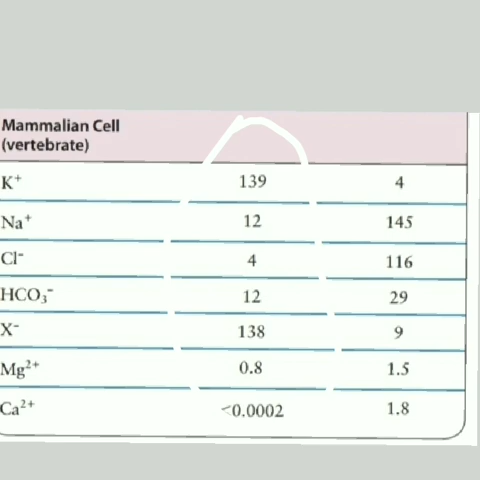 Mammalian Cell
(vertebrate)
K⁺ 139 4
Na⁺ 12 145
Cl⁻ 4 116
HCO₃⁻ 12 29
X⁻ 138 9
Mg²⁺ 0.8 1.5
Ca²⁺ <0.0002 1.8